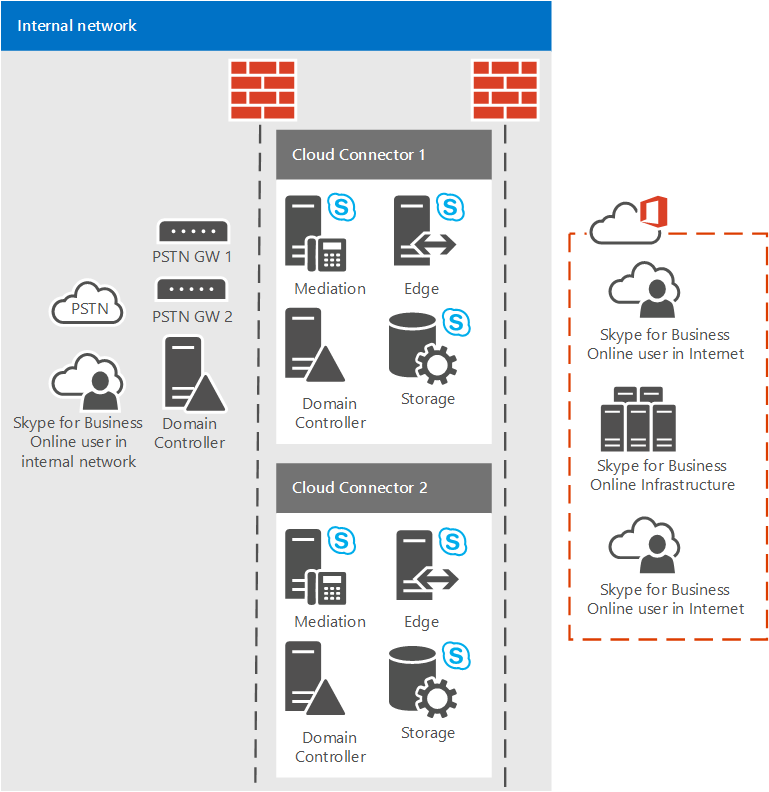 Internal network
PSTN GW 1
PSTN
PSTN GW 2
Skype for Business
Online user in
internal network
Domain
Controller
Cloud Connector 1
S
Mediation
S
Edge
Domain
Controller
S
Storage
Cloud Connector 2
S
Mediation
S
Edge
Domain
Controller
S
Storage
Skype for Business
Online user in Internet
Skype for Business
Online Infrastructure
Skype for Business
Online user in Internet